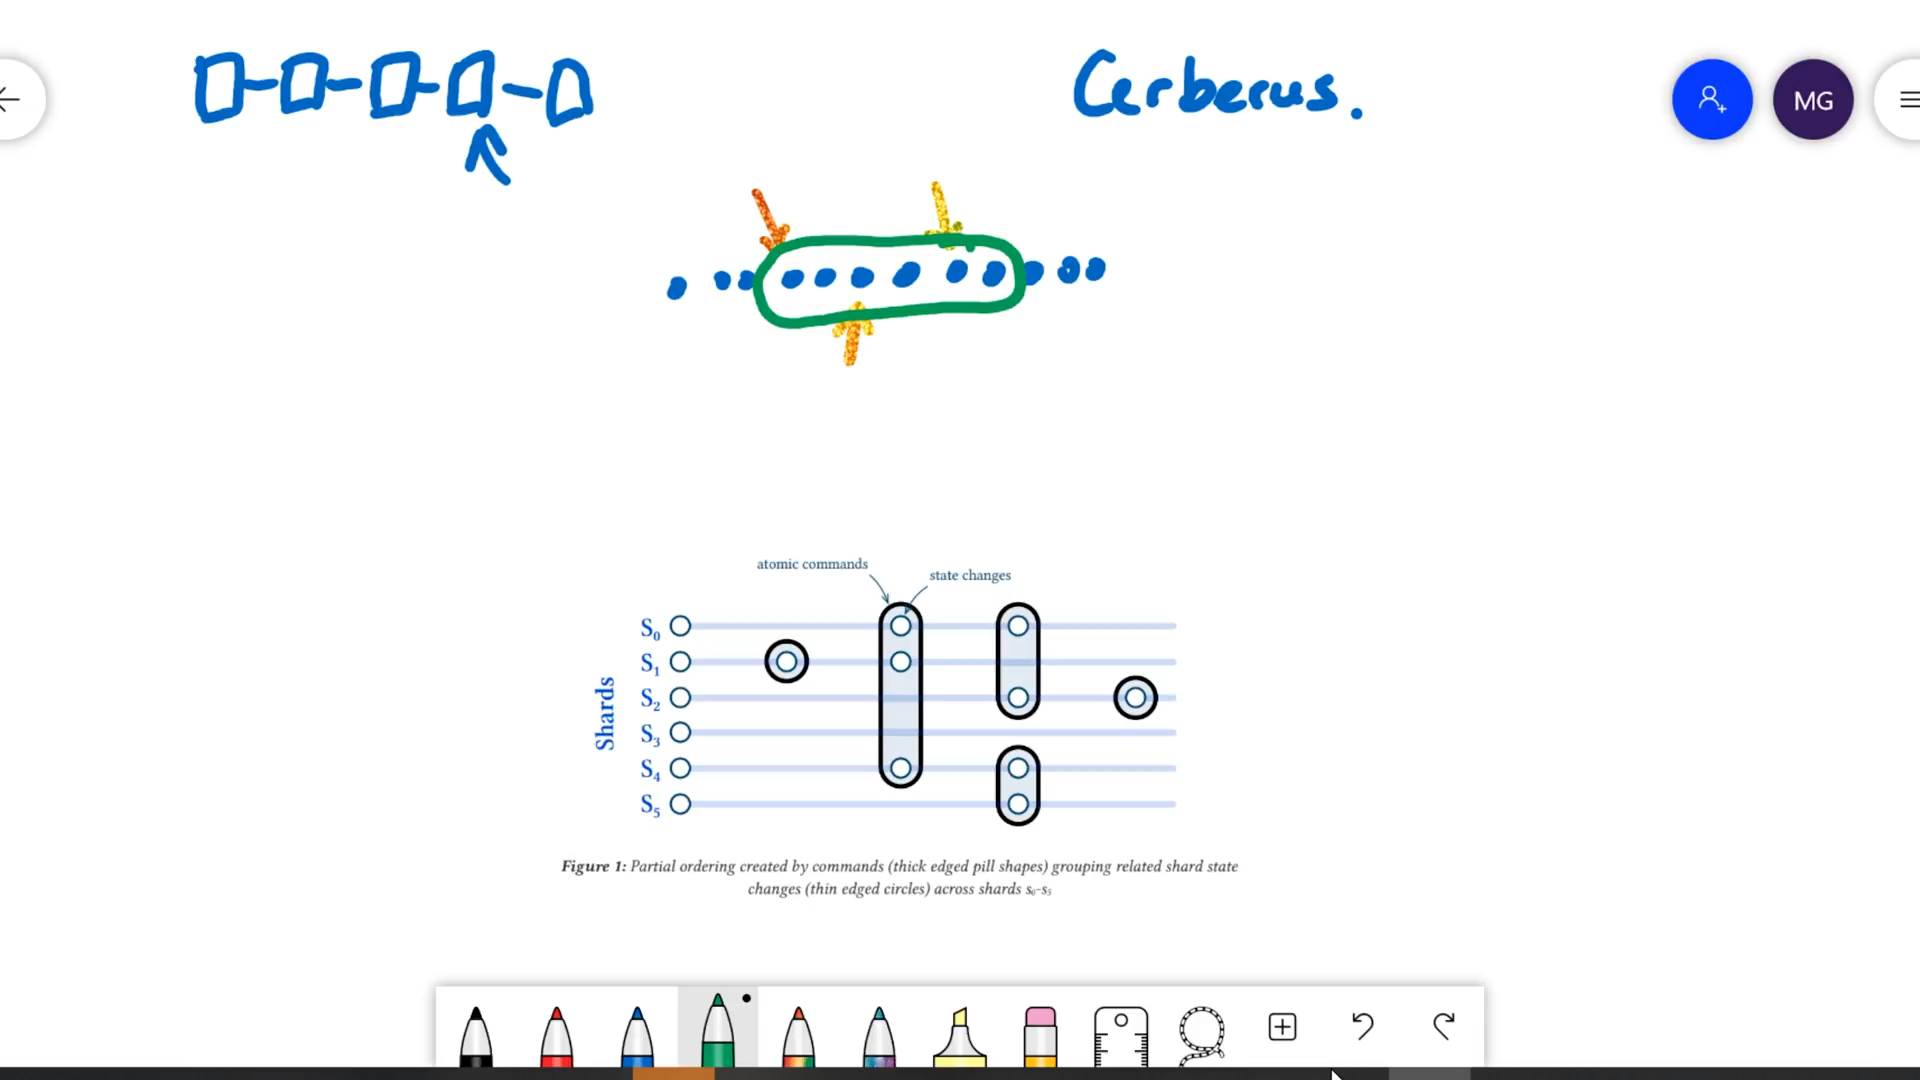 Cerberus.
MG
atomic commands
state changes
Shards
S₀
S₁
S₂
S₃
S₄
S₅
Figure 1: Partial ordering created by commands (thick edged pill shapes) grouping related shard state
changes (thin edged circles) across shards s₀-s₅